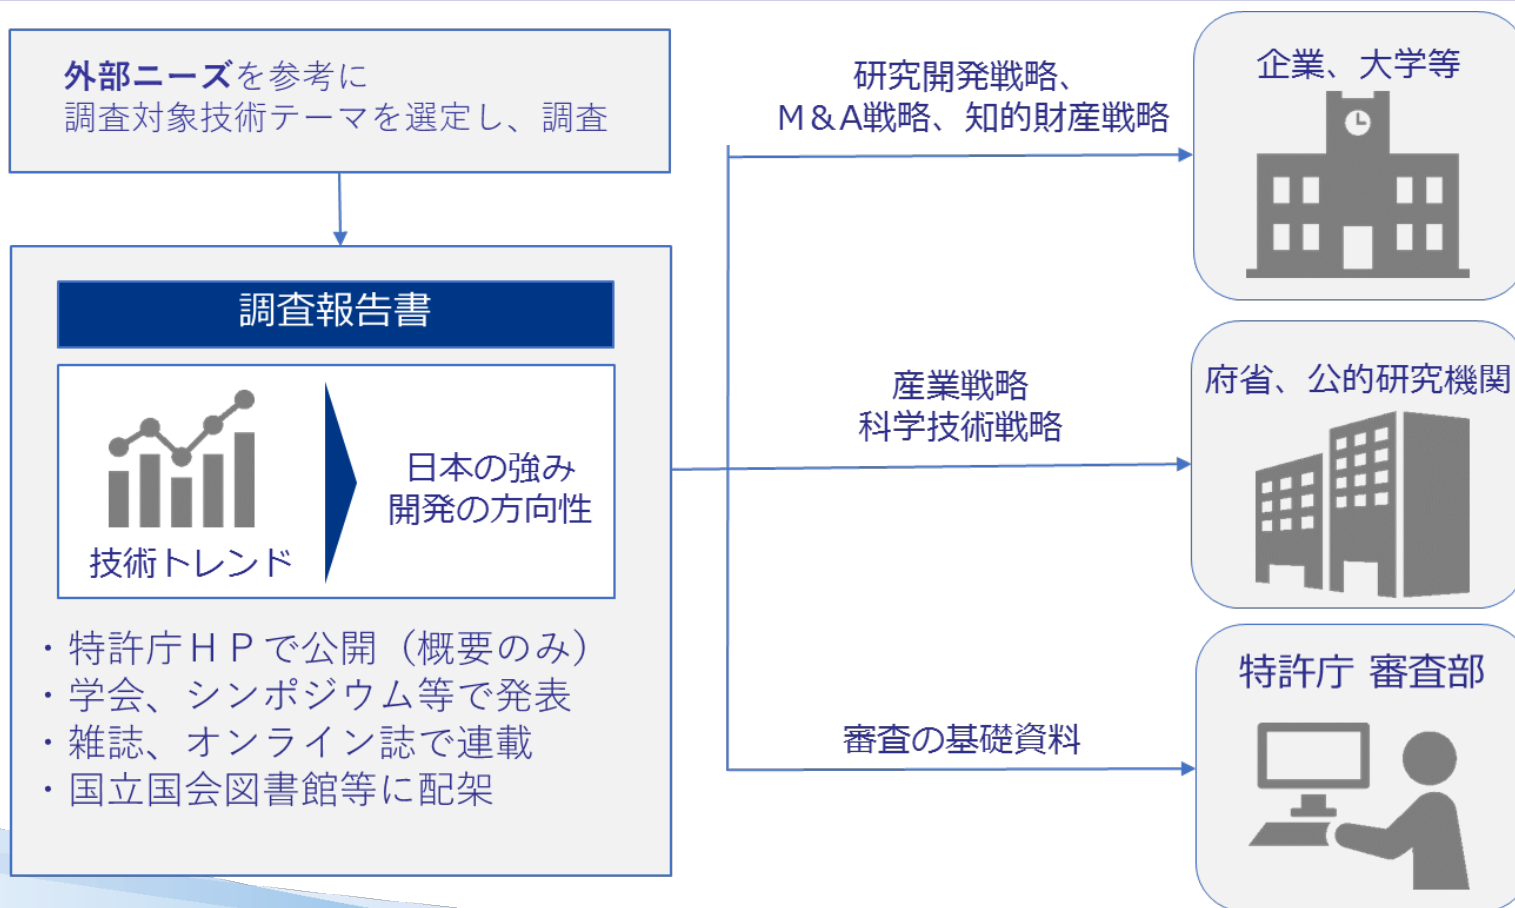 外部ニーズを参考に
調査対象技術テーマを選定し、調査
調査報告書
技術トレンド
日本の強み
開発の方向性
・特許庁ＨＰで公開（概要のみ）
・学会、シンポジウム等で発表
・雑誌、オンライン誌で連載
・国立国会図書館等に配架
研究開発戦略、
Ｍ＆A戦略、知的財産戦略
企業、大学等
産業戦略
科学技術戦略
府省、公的研究機関
審査の基礎資料
特許庁 審査部